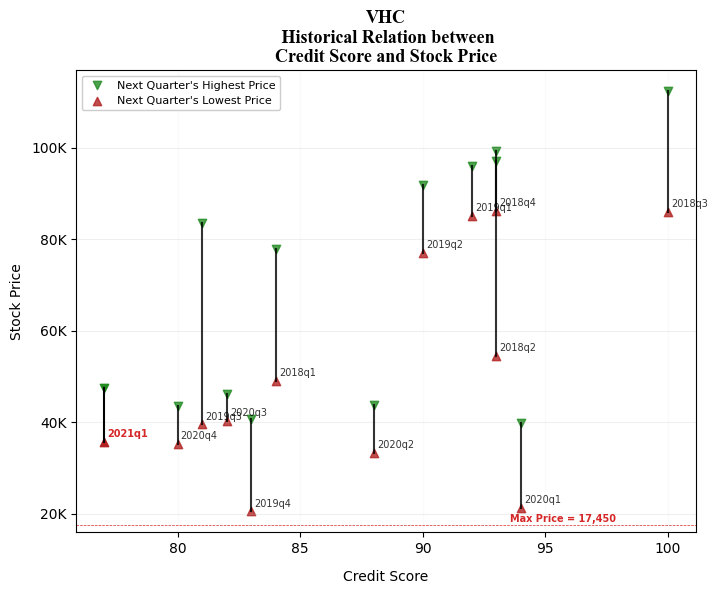 VHC
Historical Relation between
Credit Score and Stock Price
Next Quarter's Highest Price
Next Quarter's Lowest Price
Stock Price
100K
80K
60K
40K
20K
2018q3
2018q4
2019q1
2019q2
2018q2
2018q1
2021q1
2020q4
2019q3
2020q3
2020q2
2019q4
2020q1
Max Price = 17,450
80
85
90
95
100
Credit Score